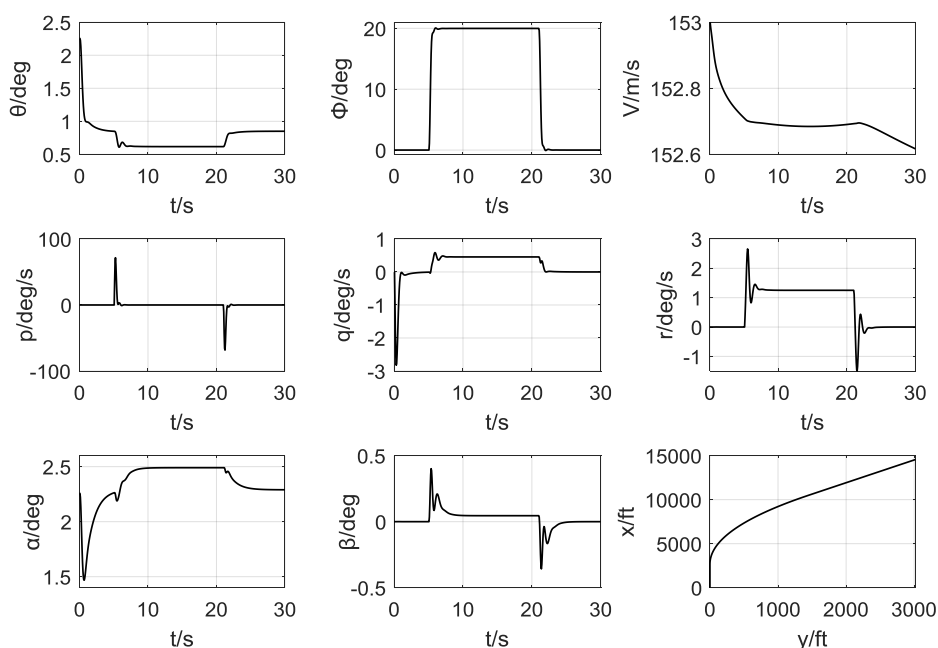 θ/deg
2.5
2
1.5
1
0.5
0 10 20 30
t/s
Φ/deg
20
10
0
0 10 20 30
t/s
V/m/s
153
152.8
152.6
0 10 20 30
t/s
p/deg/s
100
0
-100
0 10 20 30
t/s
q/deg/s
1
0
-1
-2
-3
0 10 20 30
t/s
r/deg/s
3
2
1
0
-1
0 10 20 30
t/s
α/deg
2.5
2
1.5
0 10 20 30
t/s
β/deg
0.5
0
-0.5
0 10 20 30
t/s
x/ft
15000
10000
5000
0
0 1000 2000 3000
y/ft